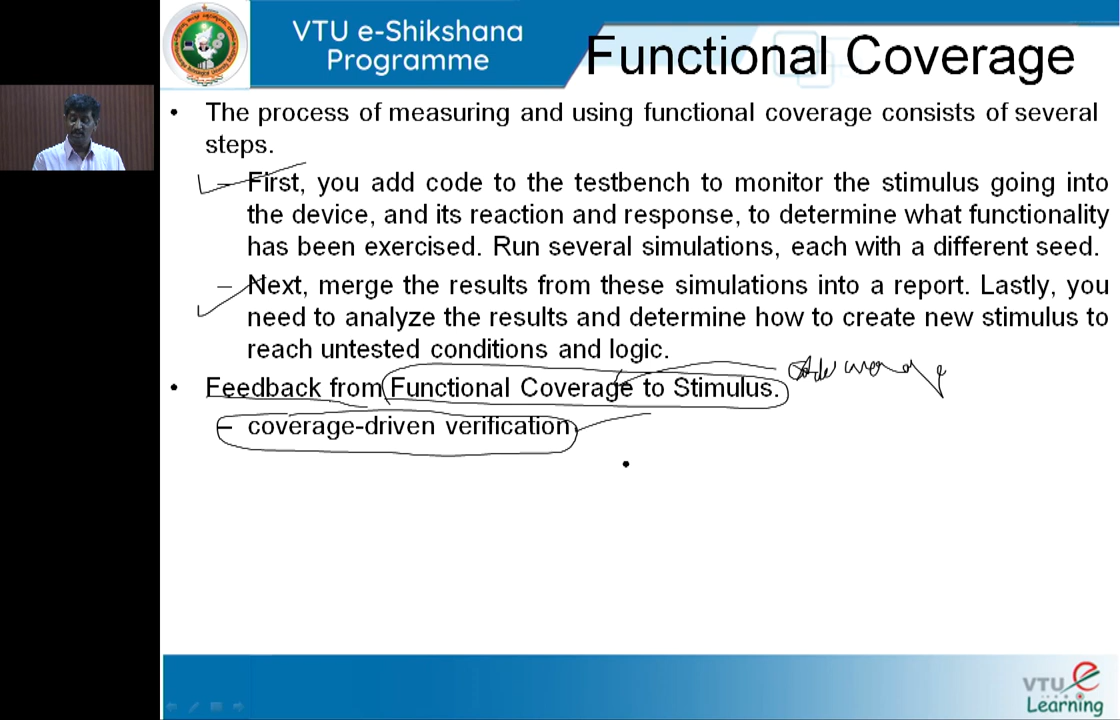 VTU e-Shikshana
Programme
Functional Coverage
• The process of measuring and using functional coverage consists of several
steps.
– First, you add code to the testbench to monitor the stimulus going into
the device, and its reaction and response, to determine what functionality
has been exercised. Run several simulations, each with a different seed.
– Next, merge the results from these simulations into a report. Lastly, you
need to analyze the results and determine how to create new stimulus to
reach untested conditions and logic.
• Feedback from Functional Coverage to Stimulus.
– coverage-driven verification.
VTU e
Learning